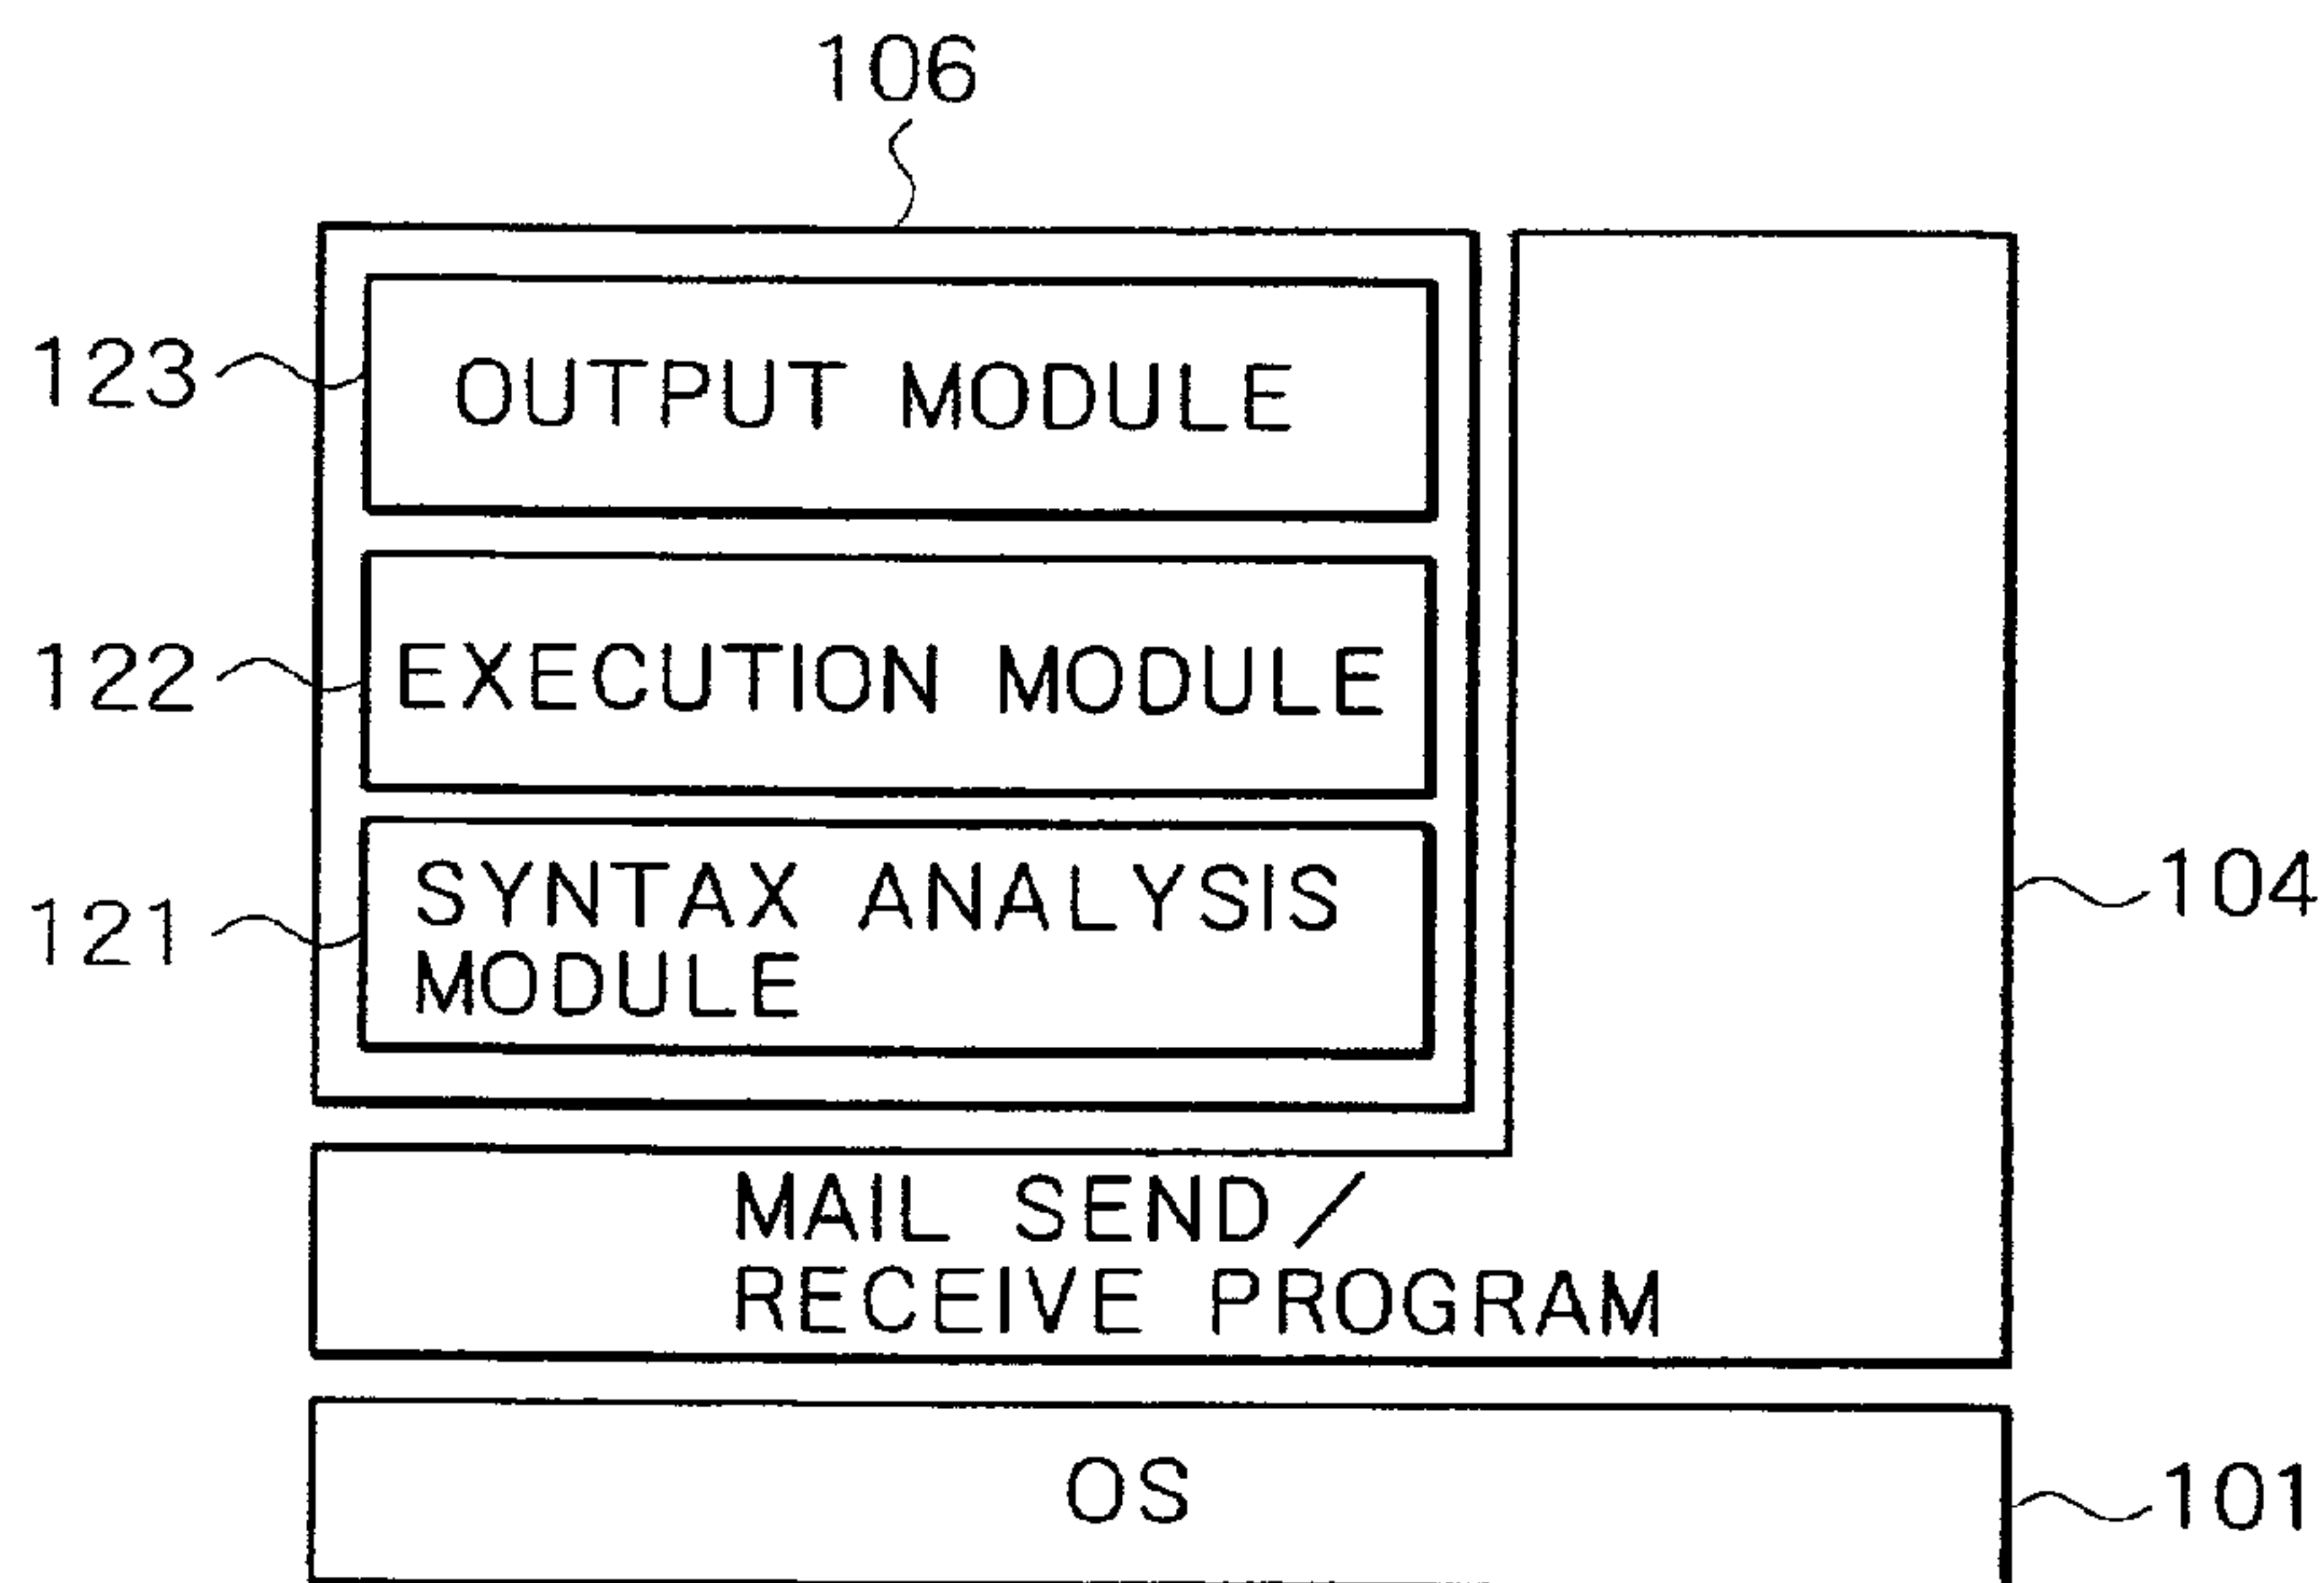 106
123
OUTPUT MODULE
122
EXECUTION MODULE
121
SYNTAX ANALYSIS
MODULE
104
MAIL SEND/
RECEIVE PROGRAM
OS
101